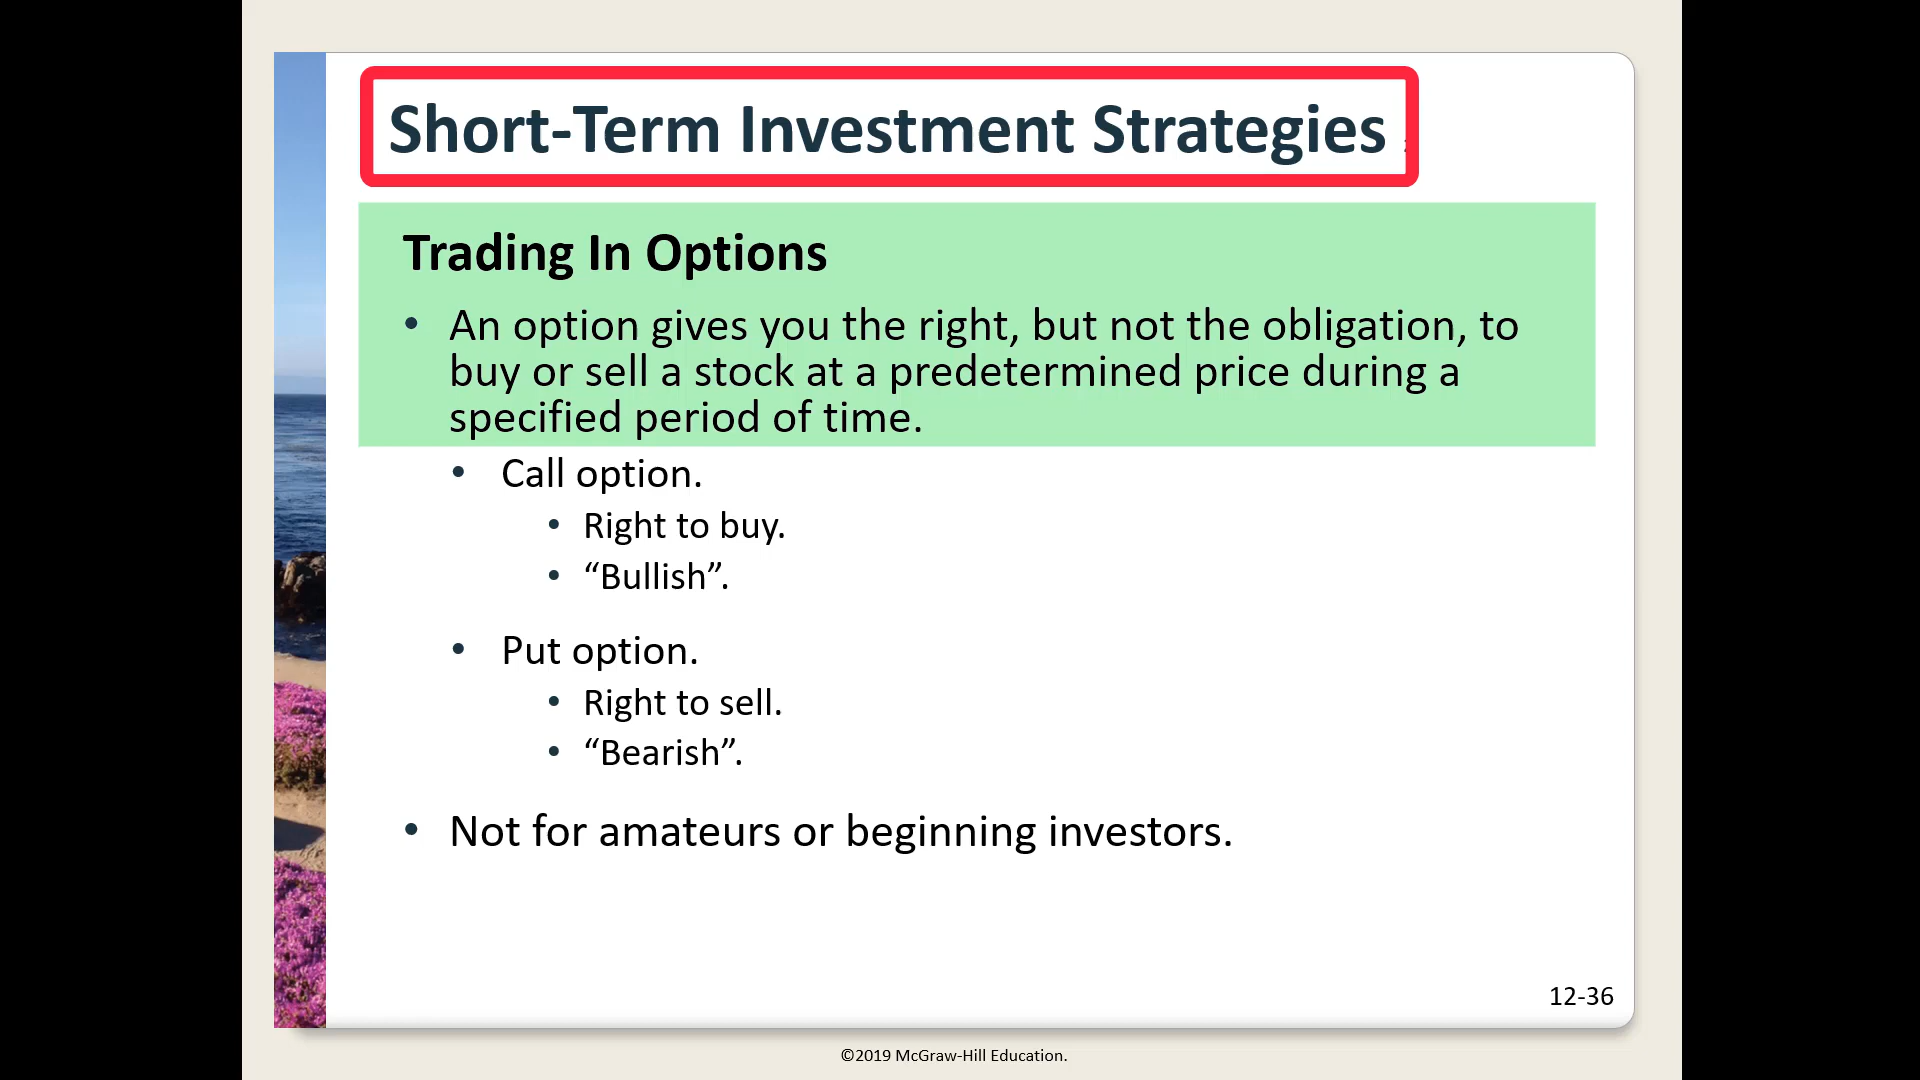 Short-Term Investment Strategies
Trading In Options
• An option gives you the right, but not the obligation, to
buy or sell a stock at a predetermined price during a
specified period of time.
• Call option.
• Right to buy.
• “Bullish”.
• Put option.
• Right to sell.
• “Bearish”.
• Not for amateurs or beginning investors.
12-36
©2019 McGraw-Hill Education.